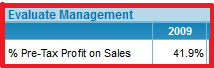 Evaluate Management
2009
% Pre-Tax Profit on Sales 41.9%